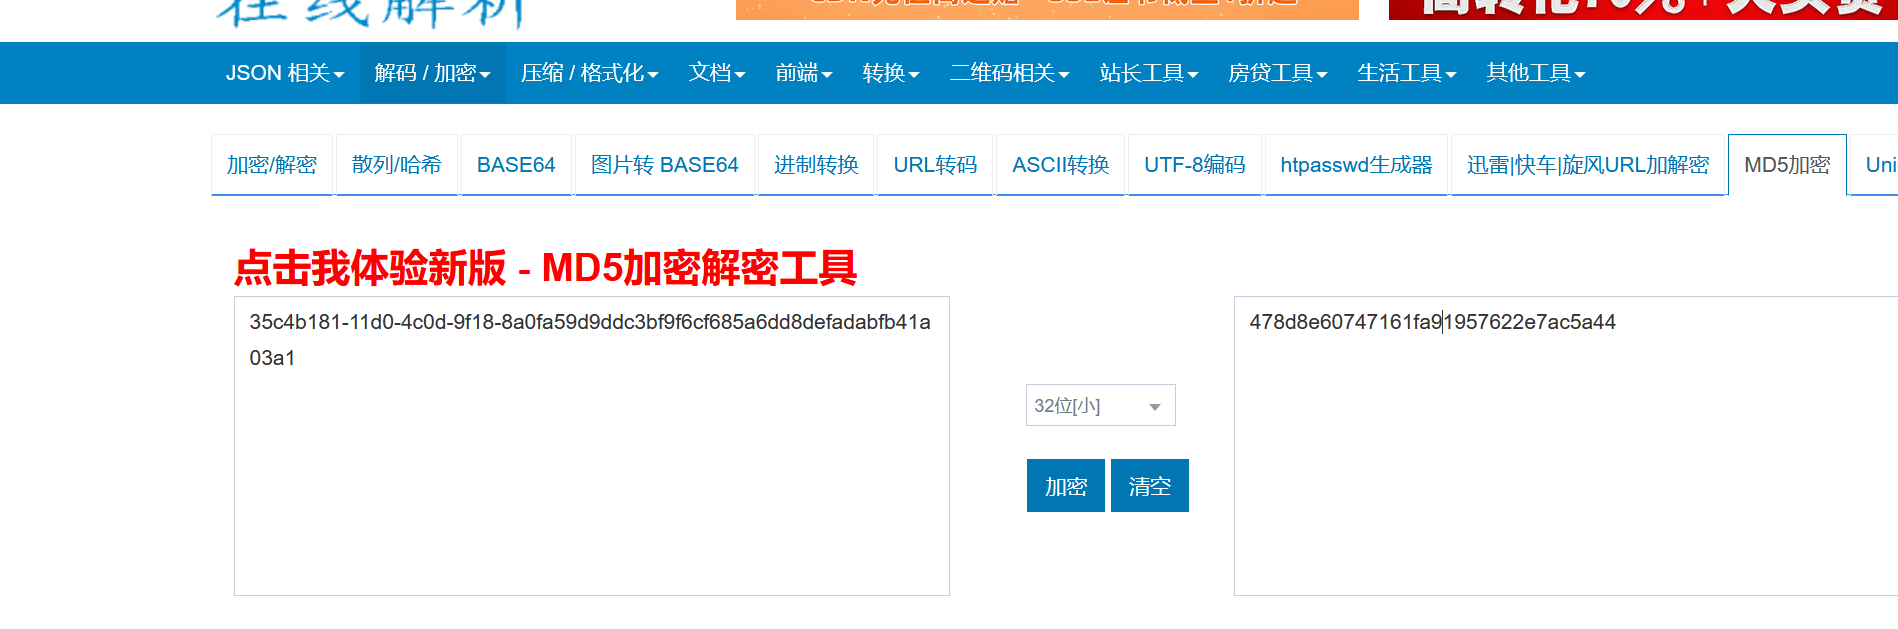 在线解析
JSON 相关 解码 / 加密 压缩 / 格式化 文档 前端 转换 二维码相关 站长工具 房贷工具 生活工具 其他工具
加密/解密 散列/哈希 BASE64 图片转 BASE64 进制转换 URL转码 ASCII转换 UTF-8编码 htpasswd生成器 迅雷|快车|旋风URL加解密 MD5加密 Uni
点击我体验新版 - MD5加密解密工具
35c4b181-11d0-4c0d-9f18-8a0fa59d9ddc3bf9f6cf685a6dd8defadabfb41a
03a1
478d8e60747161fa91957622e7ac5a44
32位[小]
加密 清空